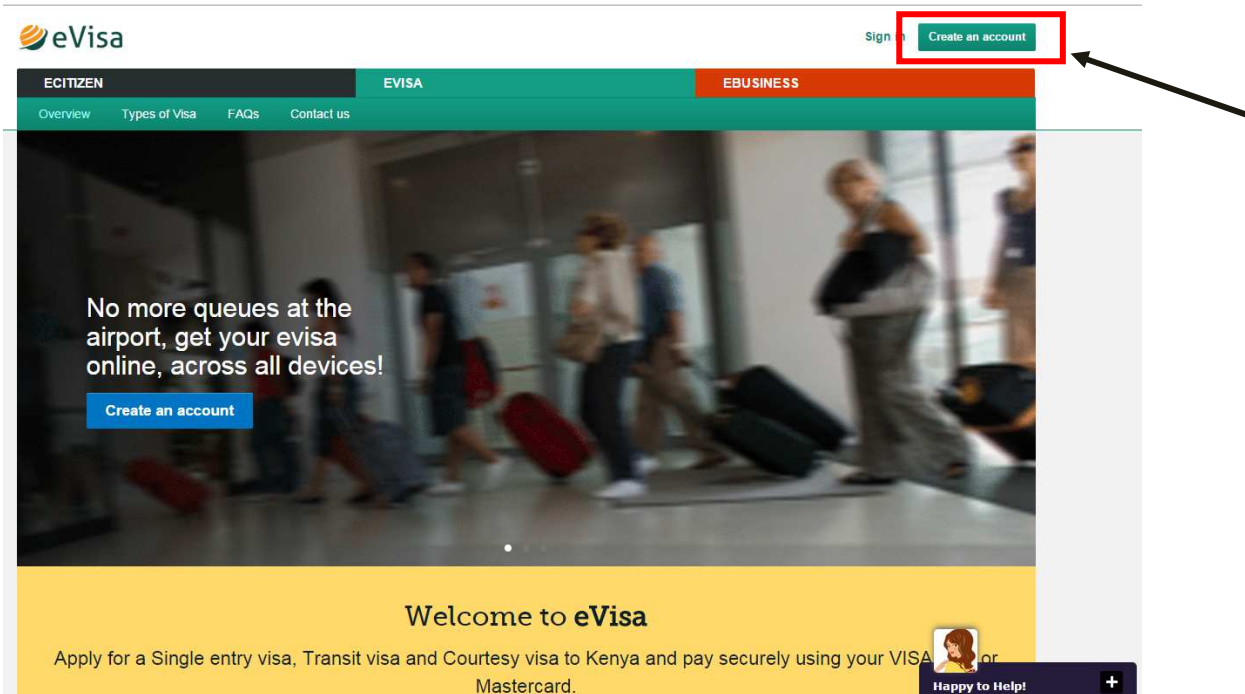 eVisa
Sign in Create an account
ECITIZEN EVISA EBUSINESS
Overview Types of Visa FAQs Contact us
No more queues at the
airport, get your evisa
online, across all devices!
Create an account
Welcome to eVisa
Apply for a Single entry visa, Transit visa and Courtesy visa to Kenya and pay securely using your VISA or
Mastercard.
Happy to Help! +